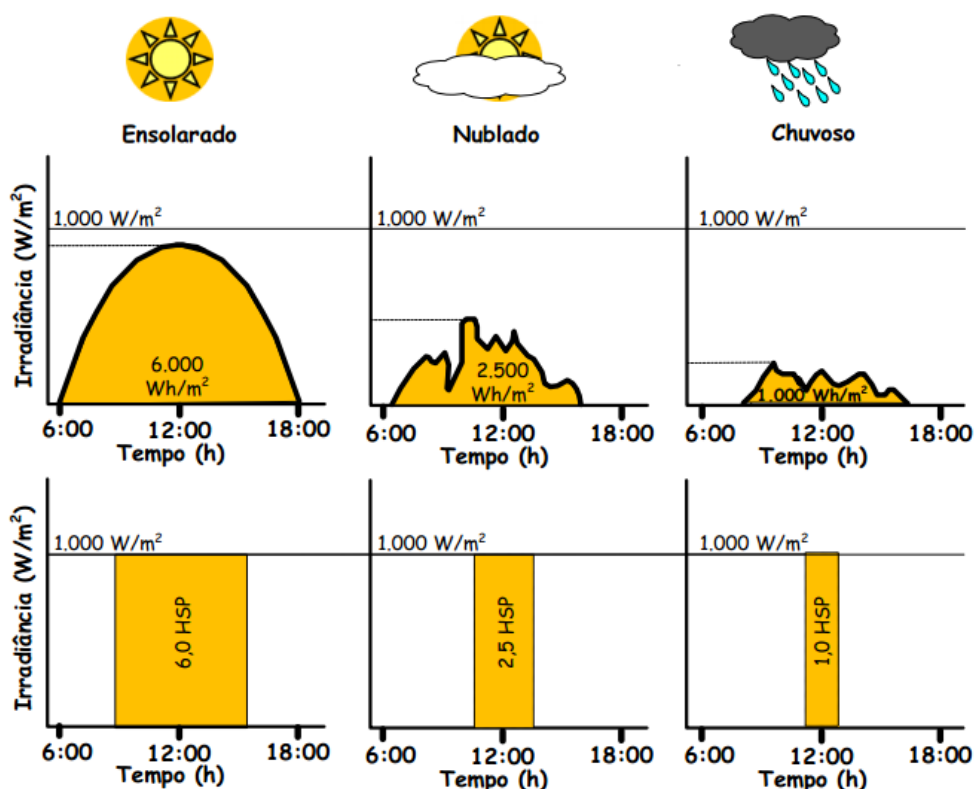 Ensolarado
Nublado
Chuvoso
Irradiância (W/m²)
1.000 W/m²
1.000 W/m²
1.000 W/m²
6.000
Wh/m²
2.500
Wh/m²
1.000 Wh/m²
6:00
12:00
18:00
6:00
12:00
18:00
6:00
12:00
18:00
Tempo (h)
Tempo (h)
Tempo (h)
Irradiância (W/m²)
1.000 W/m²
1.000 W/m²
1.000 W/m²
6,0 HSP
2,5 HSP
1,0 HSP
6:00
12:00
18:00
6:00
12:00
18:00
6:00
12:00
18:00
Tempo (h)
Tempo (h)
Tempo (h)